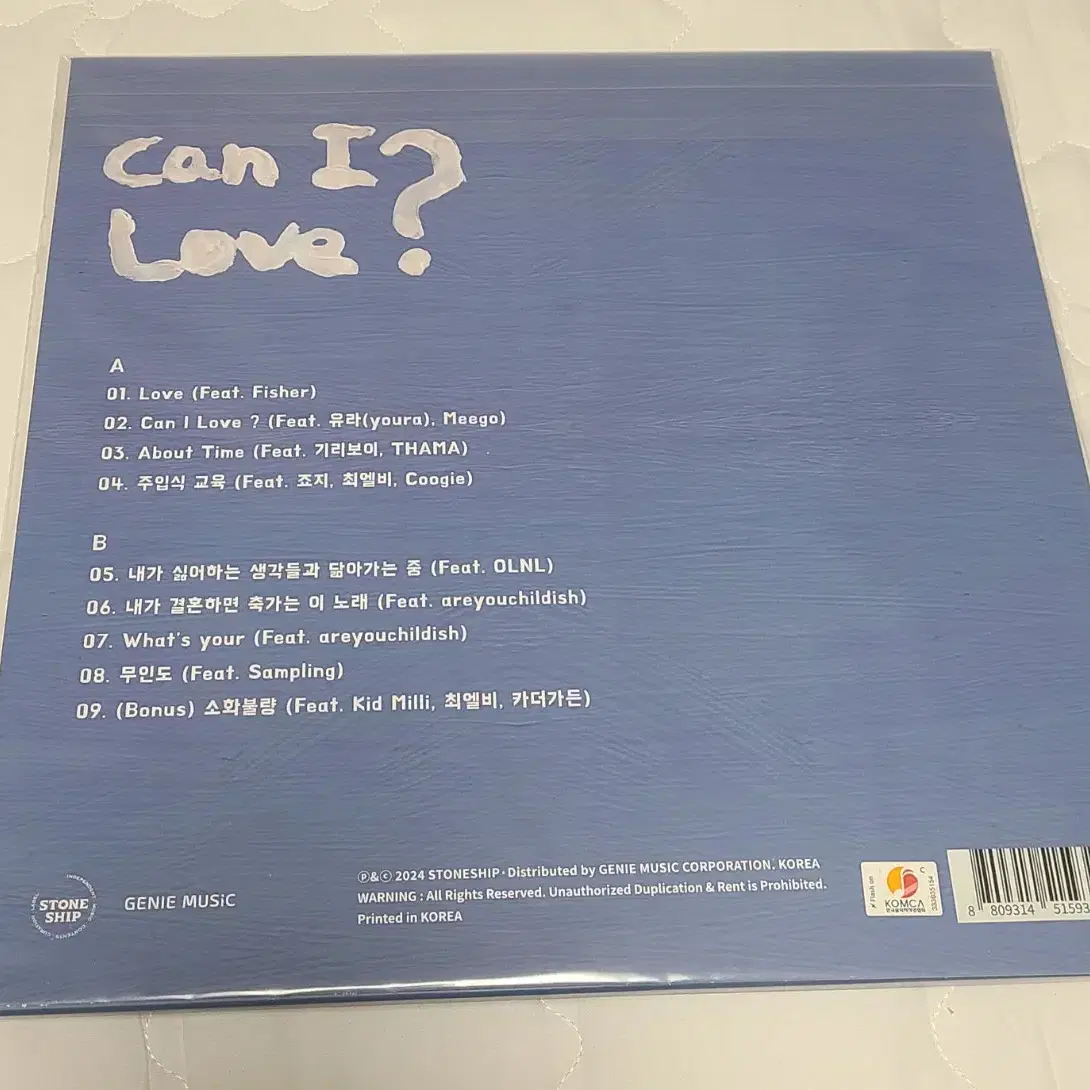 Can I ?
Love
A
01. Love (Feat. Fisher)
02. Can I Love ? (Feat. 유라(youra), Meego)
03. About Time (Feat. 기리보이, THAMA)
04. 주입식 교육 (Feat. 죠지, 최엘비, Coogie)
B
05. 내가 싫어하는 생각들과 닮아가는 줌 (Feat. OLNL)
06. 내가 결혼하면 축가는 이 노래 (Feat. areyouchildish)
07. What's your (Feat. areyouchildish)
08. 무인도 (Feat. Sampling)
09. (Bonus) 소화불량 (Feat. Kid Milli, 최엘비, 카더가든)
STONE
SHIP
GENIE MUSiC
Ⓟ&ⓒ 2024 STONESHIP · Distributed by GENIE MUSIC CORPORATION. KOREA
WARNING : All Rights Reserved. Unauthorized Duplication & Rent is Prohibited.
Printed in KOREA
Flash on
C
KOMCA
333835154
8 809314 51593